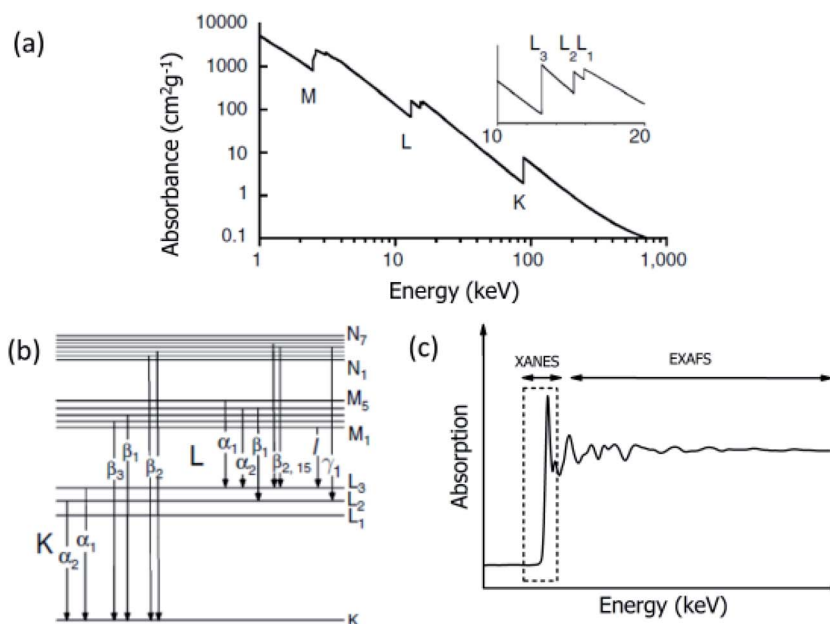 (a)
Absorbance (cm²g⁻¹)
10000
1000
100
10
1
0.1
M
L
K
1
10
100
1,000
Energy (keV)
L₃
L₂
L₁
10
20
(b)
N₇
N₁
M₅
M₁
L₃
L₂
L₁
K
K
L
α₂
α₁
β₃
β₁
β₂
α₁
α₂
β₁
β₂, ₁₅
l
γ₁
(c)
XANES
EXAFS
Absorption
Energy (keV)